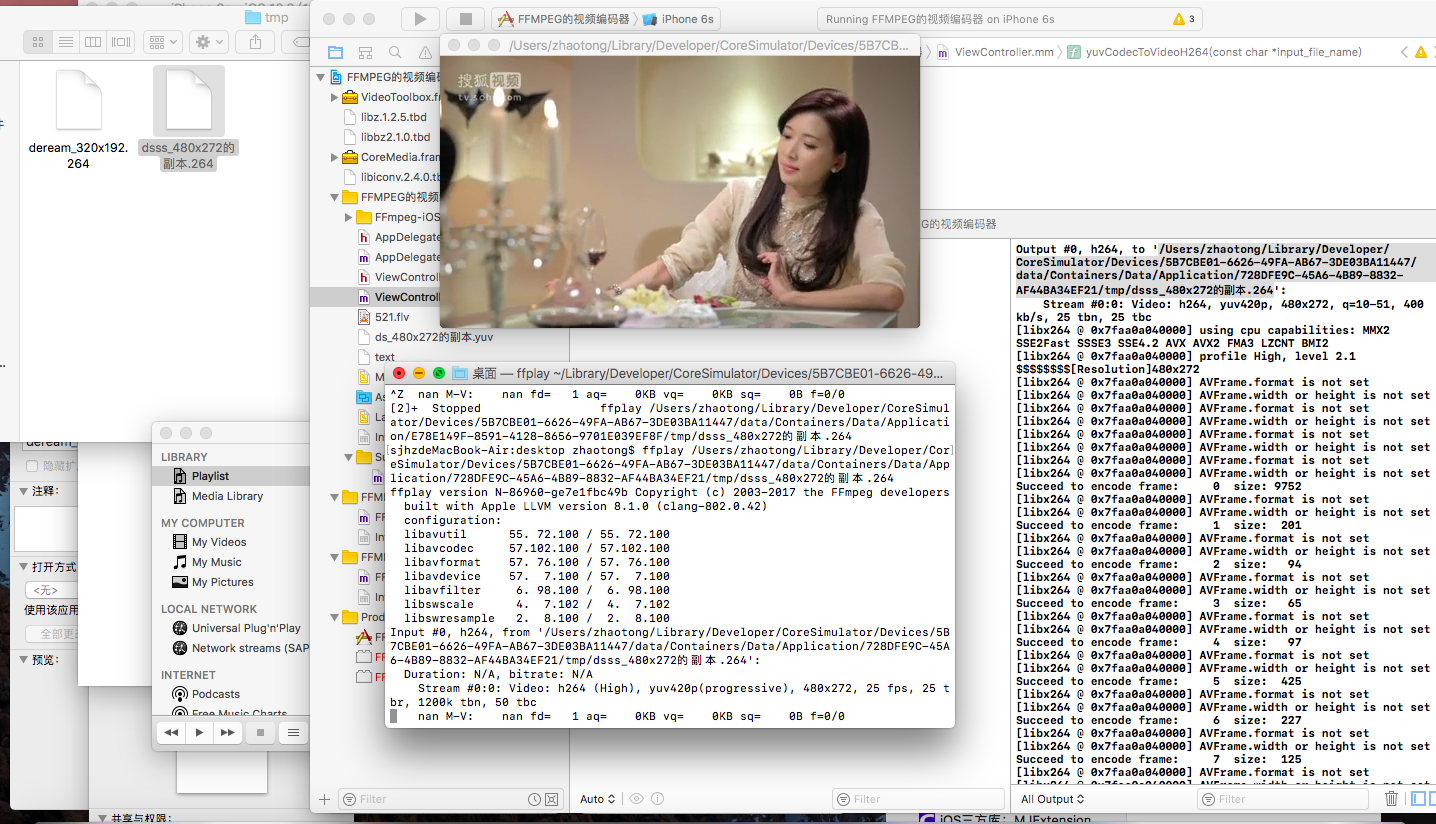 tmp
deream_320x192.
264
dsss_480x272的
副本.264
FFMPEG的视频编码器
iPhone 6s
Running FFMPEG的视频编码器 on iPhone 6s
3
ViewController.mm
yuvCodecToVideoH264(const char *input_file_name)
/Users/zhaotong/Library/Developer/CoreSimulator/Devices/5B7CB...
搜狐视频
FFMPEG的视频编码
VideoToolbox.fr
libz.1.2.5.tbd
libbz2.1.0.tbd
CoreMedia.fram
libiconv.2.4.0.tb
FFMPEG的视频
FFmpeg-iOS
AppDelegate
AppDelegate
ViewControll
ViewControll
521.flv
ds_480x272的副本.yuv
text
G的视频编码器
Output #0, h264, to '/Users/zhaotong/Library/Developer/
CoreSimulator/Devices/5B7CBE01-6626-49FA-AB67-3DE03BA11447/
data/Containers/Data/Application/728DFE9C-45A6-4B89-8832-
AF44BA34EF21/tmp/dsss_480x272的副本.264':
Stream #0:0: Video: h264, yuv420p, 480x272, q=10-51, 400
kb/s, 25 tbn, 25 tbc
[libx264 @ 0x7faa0a040000] using cpu capabilities: MMX2
SSE2Fast SSSE3 SSE4.2 AVX AVX2 FMA3 LZCNT BMI2
[libx264 @ 0x7faa0a040000] profile High, level 2.1
$$$$$$$$[Resolution]480x272
[libx264 @ 0x7faa0a040000] AVFrame.format is not set
[libx264 @ 0x7faa0a040000] AVFrame.width or height is not set
[libx264 @ 0x7faa0a040000] AVFrame.format is not set
[libx264 @ 0x7faa0a040000] AVFrame.width or height is not set
[libx264 @ 0x7faa0a040000] AVFrame.format is not set
[libx264 @ 0x7faa0a040000] AVFrame.width or height is not set
[libx264 @ 0x7faa0a040000] AVFrame.format is not set
[libx264 @ 0x7faa0a040000] AVFrame.width or height is not set
Succeed to encode frame: 0 size: 9752
[libx264 @ 0x7faa0a040000] AVFrame.format is not set
[libx264 @ 0x7faa0a040000] AVFrame.width or height is not set
Succeed to encode frame: 1 size: 201
[libx264 @ 0x7faa0a040000] AVFrame.format is not set
[libx264 @ 0x7faa0a040000] AVFrame.width or height is not set
Succeed to encode frame: 2 size: 94
[libx264 @ 0x7faa0a040000] AVFrame.format is not set
[libx264 @ 0x7faa0a040000] AVFrame.width or height is not set
Succeed to encode frame: 3 size: 65
[libx264 @ 0x7faa0a040000] AVFrame.format is not set
[libx264 @ 0x7faa0a040000] AVFrame.width or height is not set
Succeed to encode frame: 4 size: 97
[libx264 @ 0x7faa0a040000] AVFrame.format is not set
[libx264 @ 0x7faa0a040000] AVFrame.width or height is not set
Succeed to encode frame: 5 size: 425
[libx264 @ 0x7faa0a040000] AVFrame.format is not set
[libx264 @ 0x7faa0a040000] AVFrame.width or height is not set
Succeed to encode frame: 6 size: 227
[libx264 @ 0x7faa0a040000] AVFrame.format is not set
[libx264 @ 0x7faa0a040000] AVFrame.width or height is not set
Succeed to encode frame: 7 size: 125
[libx264 @ 0x7faa0a040000] AVFrame.format is not set
[libx264 @ 0x7faa0a040000] AVFrame.width or height is not set
桌面 — ffplay ~/Library/Developer/CoreSimulator/Devices/5B7CBE01-6626-49...
^Z nan M-V: nan fd= 1 aq= 0KB vq= 0KB sq= 0B f=0/0
[2]+ Stopped ffplay /Users/zhaotong/Library/Developer/CoreSimul
ator/Devices/5B7CBE01-6626-49FA-AB67-3DE03BA11447/data/Containers/Data/Applicati
on/E78E149F-8591-4128-8656-9701E039EF8F/tmp/dsss_480x272的副本.264
[sjhzdeMacBook-Air:desktop zhaotong$ ffplay /Users/zhaotong/Library/Developer/Cor]
eSimulator/Devices/5B7CBE01-6626-49FA-AB67-3DE03BA11447/data/Containers/Data/App
lication/728DFE9C-45A6-4B89-8832-AF44BA34EF21/tmp/dsss_480x272的副本.264
ffplay version N-86960-ge7e1fbc49b Copyright (c) 2003-2017 the FFmpeg developers
built with Apple LLVM version 8.1.0 (clang-802.0.42)
configuration:
libavutil 55. 72.100 / 55. 72.100
libavcodec 57.102.100 / 57.102.100
libavformat 57. 76.100 / 57. 76.100
libavdevice 57. 7.100 / 57. 7.100
libavfilter 6. 98.100 / 6. 98.100
libswscale 4. 7.102 / 4. 7.102
libswresample 2. 8.100 / 2. 8.100
Input #0, h264, from '/Users/zhaotong/Library/Developer/CoreSimulator/Devices/5B
7CBE01-6626-49FA-AB67-3DE03BA11447/data/Containers/Data/Application/728DFE9C-45A
6-4B89-8832-AF44BA34EF21/tmp/dsss_480x272的副本.264':
Duration: N/A, bitrate: N/A
Stream #0:0: Video: h264 (High), yuv420p(progressive), 480x272, 25 fps, 25 t
br, 1200k tbn, 50 tbc
nan M-V: nan fd= 1 aq= 0KB vq= 0KB sq= 0B f=0/0
注释:
打开方式
<无>
使用该应用
全部更改
预览:
共享与权限:
LIBRARY
Playlist
Media Library
MY COMPUTER
My Videos
My Music
My Pictures
LOCAL NETWORK
Universal Plug'n'Play
Network streams (SAP
INTERNET
Podcasts
Free Music Charts
FFMI
FFMI
Prod
Filter
Auto
Filter
All Output
Filter
iOS三方库: MJExtension